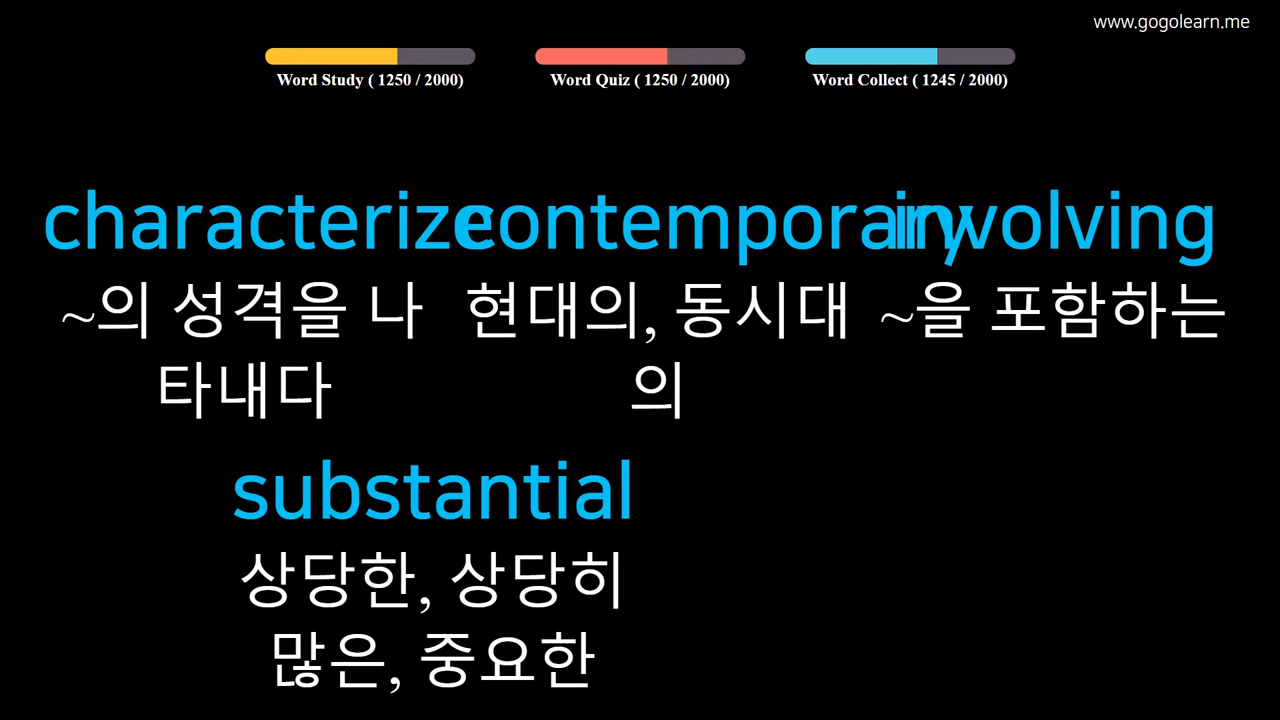 www.gogolearn.me
Word Study ( 1250 / 2000)
Word Quiz ( 1250 / 2000)
Word Collect ( 1245 / 2000)
characterize
~의 성격을 나
타내다
contemporary
현대의, 동시대
의
involving
~을 포함하는
substantial
상당한, 상당히
많은, 중요한